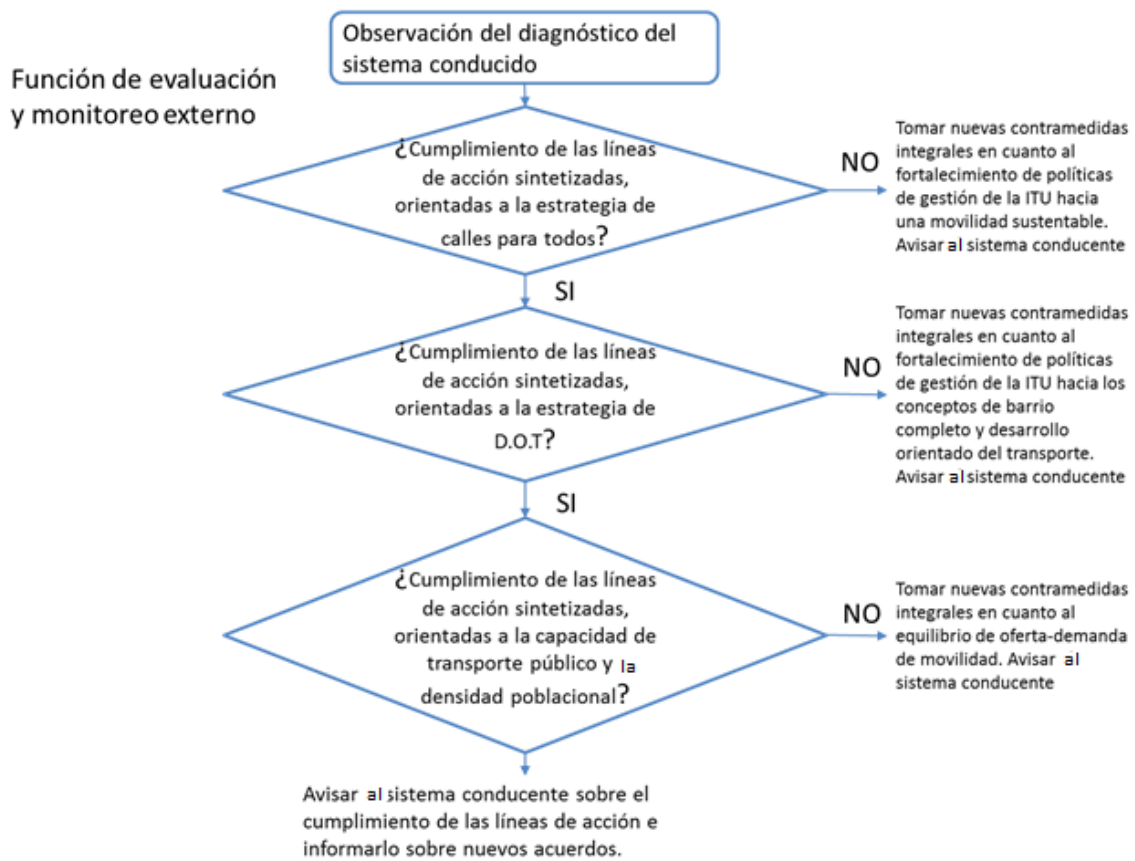 Observación del diagnóstico del
sistema conducido
Función de evaluación
y monitoreo externo
¿Cumplimiento de las líneas
de acción sintetizadas,
orientadas a la estrategia de
calles para todos?
NO
Tomar nuevas contramedidas
integrales en cuanto al
fortalecimiento de políticas
de gestión de la ITU hacia
una movilidad sustentable.
Avisar al sistema conducente
SI
¿Cumplimiento de las líneas
de acción sintetizadas,
orientadas a la estrategia de
D.O.T?
NO
Tomar nuevas contramedidas
integrales en cuanto al
fortalecimiento de políticas
de gestión de la ITU hacia los
conceptos de barrio
completo y desarrollo
orientado del transporte.
Avisar al sistema conducente
SI
¿Cumplimiento de las líneas
de acción sintetizadas,
orientadas a la capacidad de
transporte público y la
densidad poblacional?
NO
Tomar nuevas contramedidas
integrales en cuanto al
equilibrio de oferta-demanda
de movilidad. Avisar al
sistema conducente
Avisar al sistema conducente sobre el
cumplimiento de las líneas de acción e
informarlo sobre nuevos acuerdos.